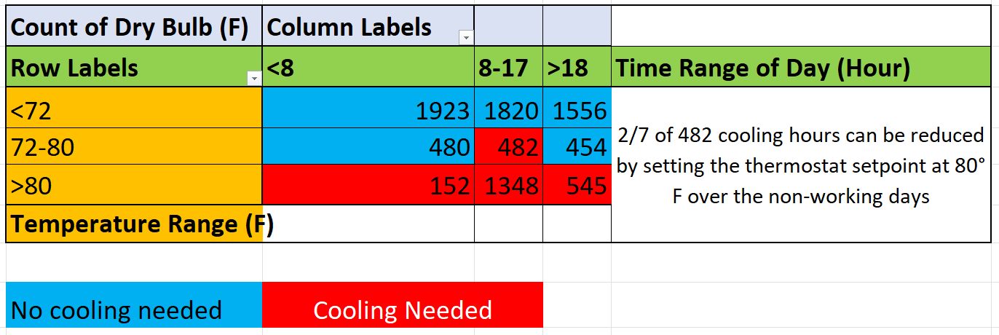 Count of Dry Bulb (F) Column Labels
Row Labels <8 8-17 >18 Time Range of Day (Hour)
<72 1923 1820 1556
72-80 480 482 454
>80 152 1348 545
2/7 of 482 cooling hours can be reduced
by setting the thermostat setpoint at 80°
F over the non-working days
Temperature Range (F)
No cooling needed Cooling Needed